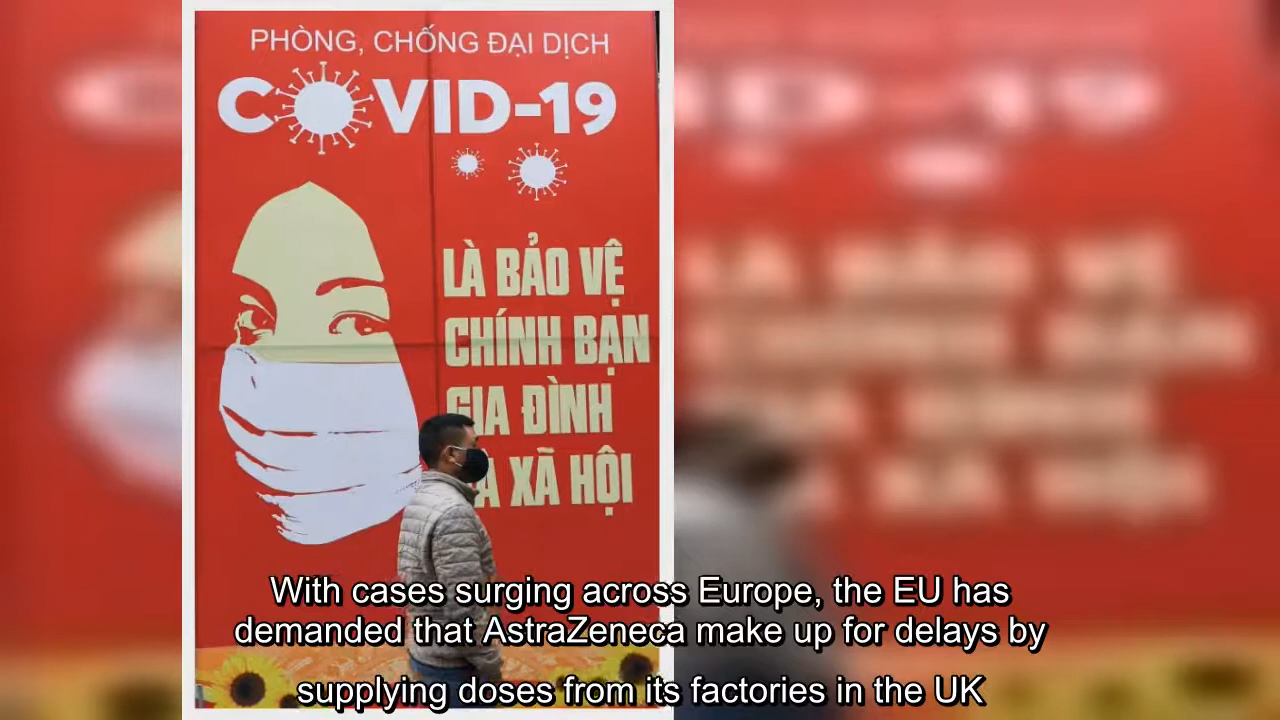 PHÒNG, CHỐNG ĐẠI DỊCH
COVID-19
LÀ BẢO VỆ
CHÍNH BẠN
GIA ĐÌNH
XÃ HỘI
With cases surging across Europe, the EU has
demanded that AstraZeneca make up for delays by
supplying doses from its factories in the UK